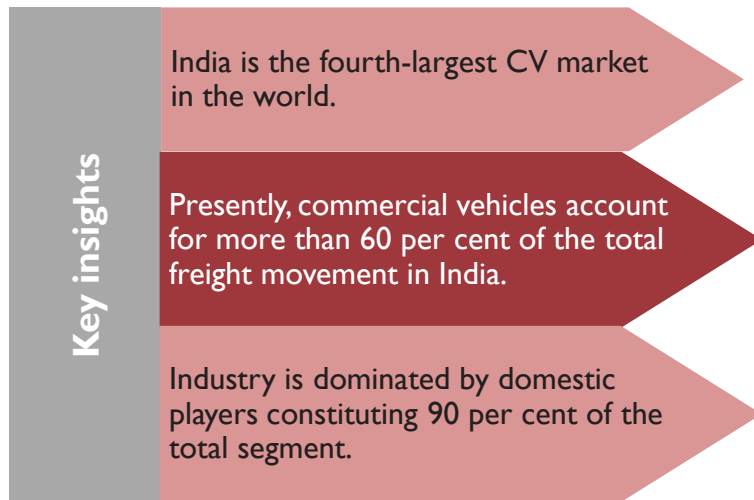 Key insights
India is the fourth-largest CV market
in the world.
Presently, commercial vehicles account
for more than 60 per cent of the total
freight movement in India.
Industry is dominated by domestic
players constituting 90 per cent of the
total segment.